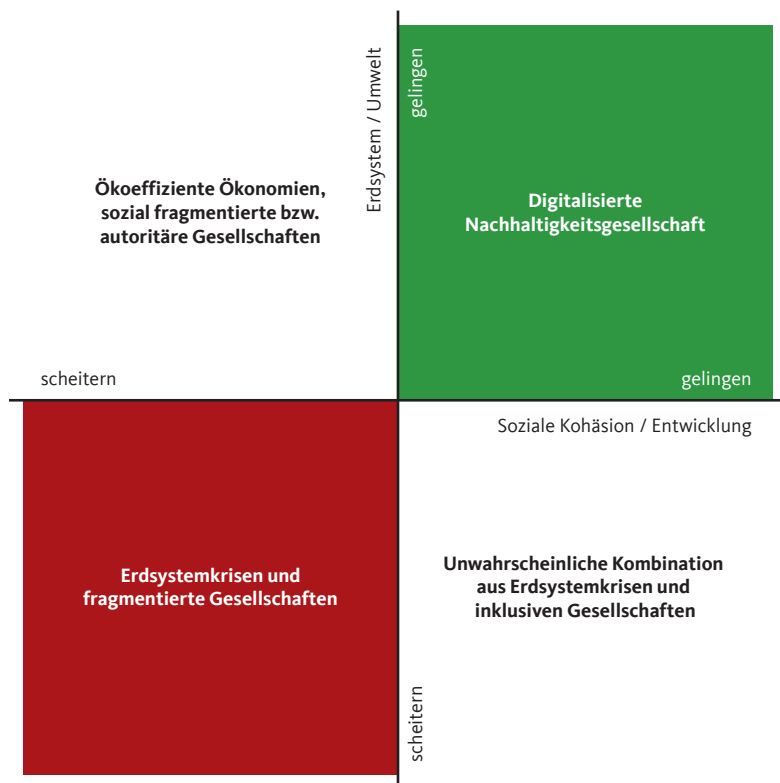 Erdsystem / Umwelt
gelingen
Ökoeffiziente Ökonomien,
sozial fragmentierte bzw.
autoritäre Gesellschaften
Digitalisierte
Nachhaltigkeitsgesellschaft
scheitern
gelingen
Soziale Kohäsion / Entwicklung
Erdsystemkrisen und
fragmentierte Gesellschaften
Unwahrscheinliche Kombination
aus Erdsystemkrisen und
inklusiven Gesellschaften
scheitern